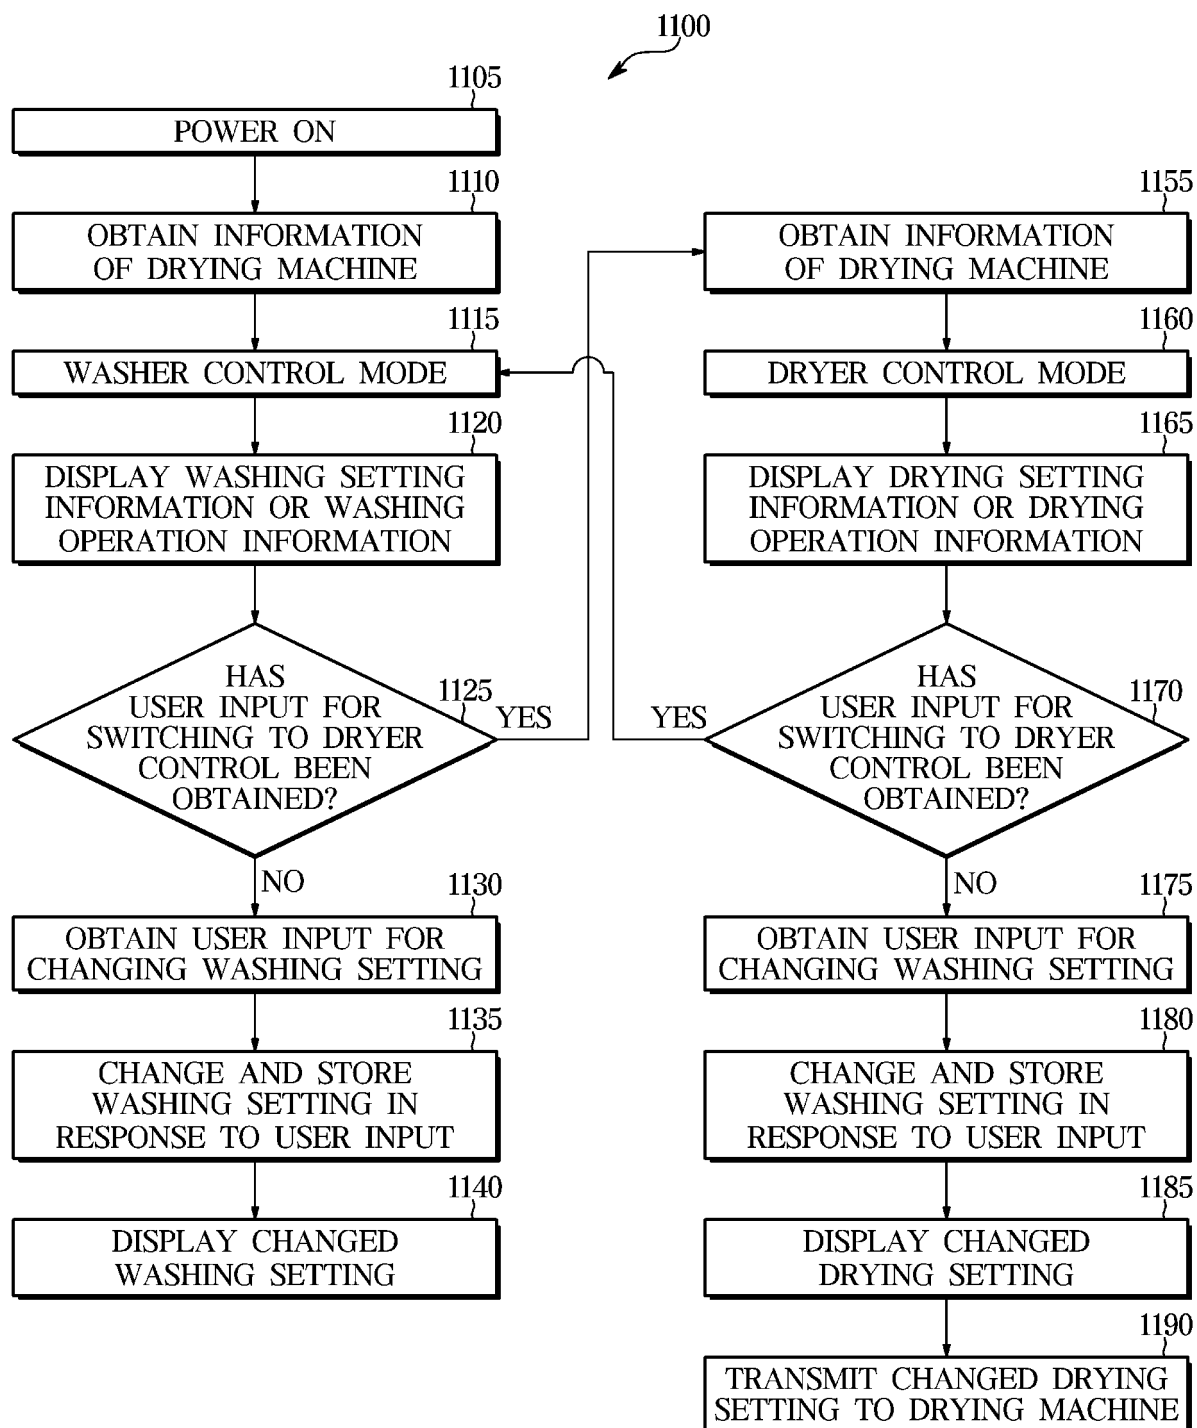 1100
1105
POWER ON
1110
OBTAIN INFORMATION
OF DRYING MACHINE
1115
WASHER CONTROL MODE
1120
DISPLAY WASHING SETTING
INFORMATION OR WASHING
OPERATION INFORMATION
1125
HAS
USER INPUT FOR
SWITCHING TO DRYER
CONTROL BEEN
OBTAINED?
YES
NO
1130
OBTAIN USER INPUT FOR
CHANGING WASHING SETTING
1135
CHANGE AND STORE
WASHING SETTING IN
RESPONSE TO USER INPUT
1140
DISPLAY CHANGED
WASHING SETTING
1155
OBTAIN INFORMATION
OF DRYING MACHINE
1160
DRYER CONTROL MODE
1165
DISPLAY DRYING SETTING
INFORMATION OR DRYING
OPERATION INFORMATION
1170
HAS
USER INPUT FOR
SWITCHING TO DRYER
CONTROL BEEN
OBTAINED?
YES
NO
1175
OBTAIN USER INPUT FOR
CHANGING WASHING SETTING
1180
CHANGE AND STORE
WASHING SETTING IN
RESPONSE TO USER INPUT
1185
DISPLAY CHANGED
DRYING SETTING
1190
TRANSMIT CHANGED DRYING
SETTING TO DRYING MACHINE